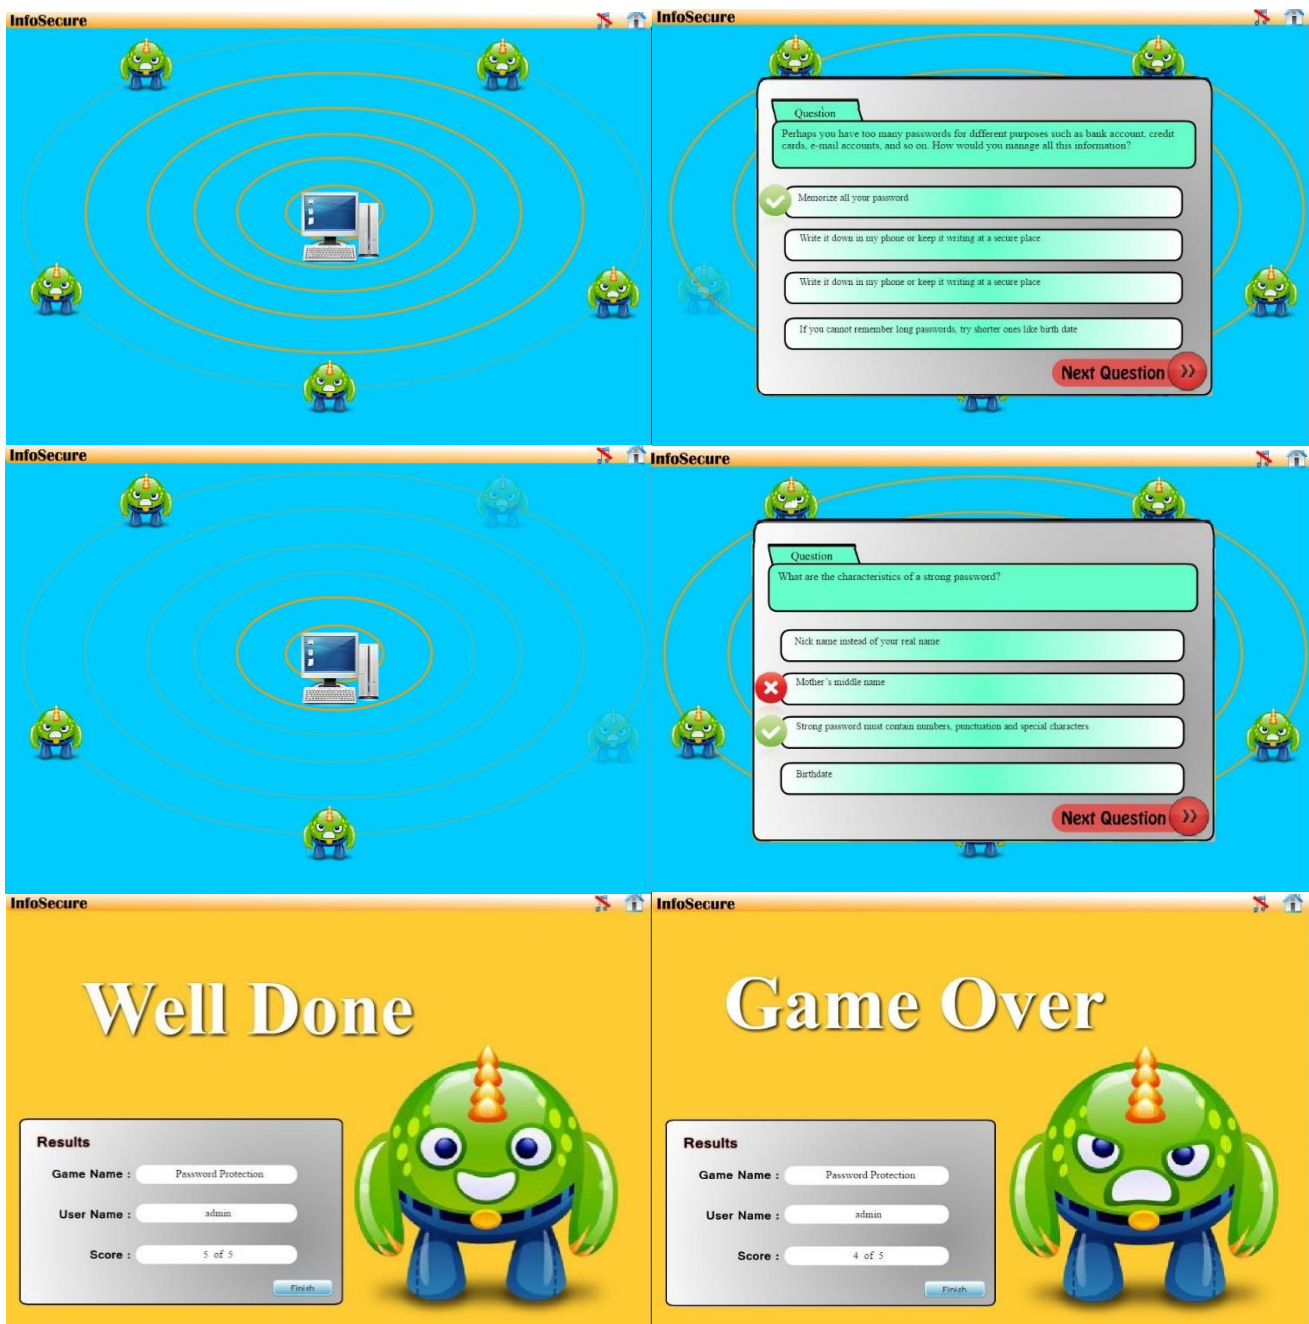 InfoSecure
InfoSecure
Question
Perhaps you have too many passwords for different purposes such as bank account, credit
cards, e-mail accounts, and so on. How would you manage all this information?
Memorize all your password
Write it down in my phone or keep it writing at a secure place
Write it down in my phone or keep it writing at a secure place
If you cannot remember long passwords, try shorter ones like birth date
Next Question
InfoSecure
InfoSecure
Question
What are the characteristics of a strong password?
Nick name instead of your real name
Mother's middle name
Strong password must contain numbers, punctuation and special characters
Birthdate
Next Question
InfoSecure
Well Done
Results
Game Name : Password Protection
User Name : admin
Score : 5 of 5
Finish
InfoSecure
Game Over
Results
Game Name : Password Protection
User Name : admin
Score : 4 of 5
Finish